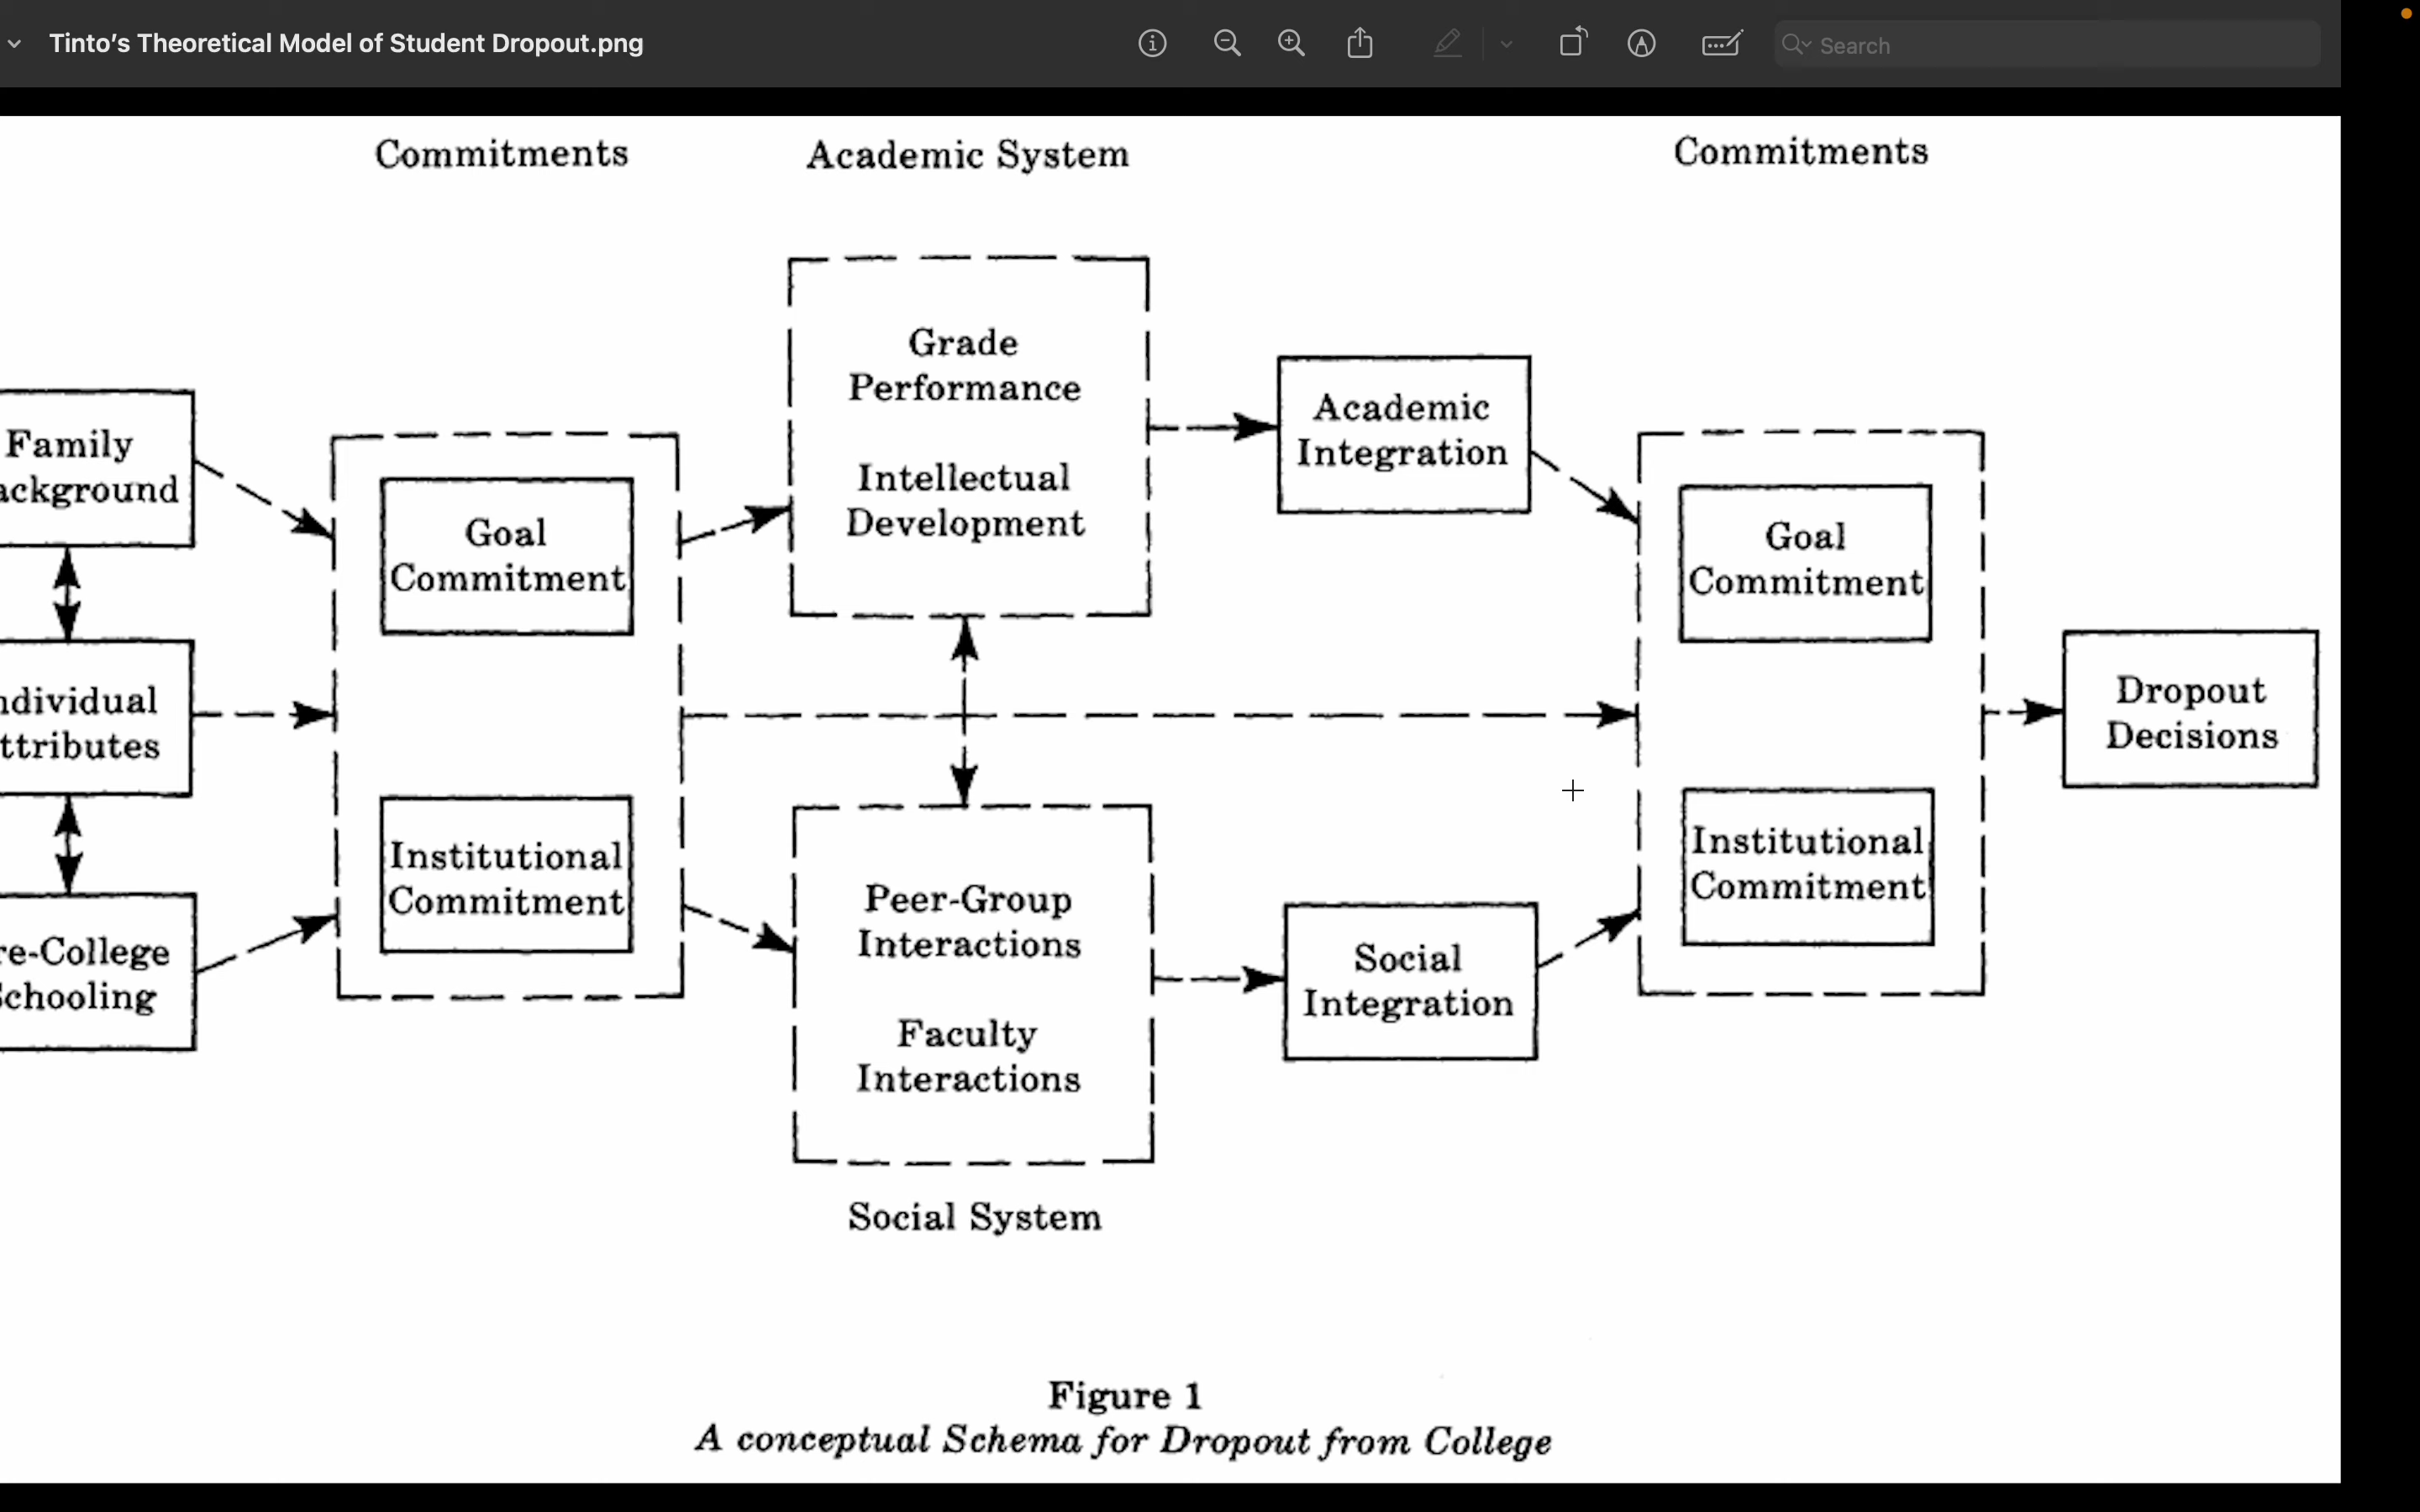 Tinto's Theoretical Model of Student Dropout.png
Search
Commitments
Academic System
Commitments
Family
ackground
ndividual
ttributes
re-College
Schooling
Goal
Commitment
Institutional
Commitment
Grade
Performance
Intellectual
Development
Peer-Group
Interactions
Faculty
Interactions
Social System
Academic
Integration
Social
Integration
Goal
Commitment
Institutional
Commitment
Dropout
Decisions
Figure 1
A conceptual Schema for Dropout from College